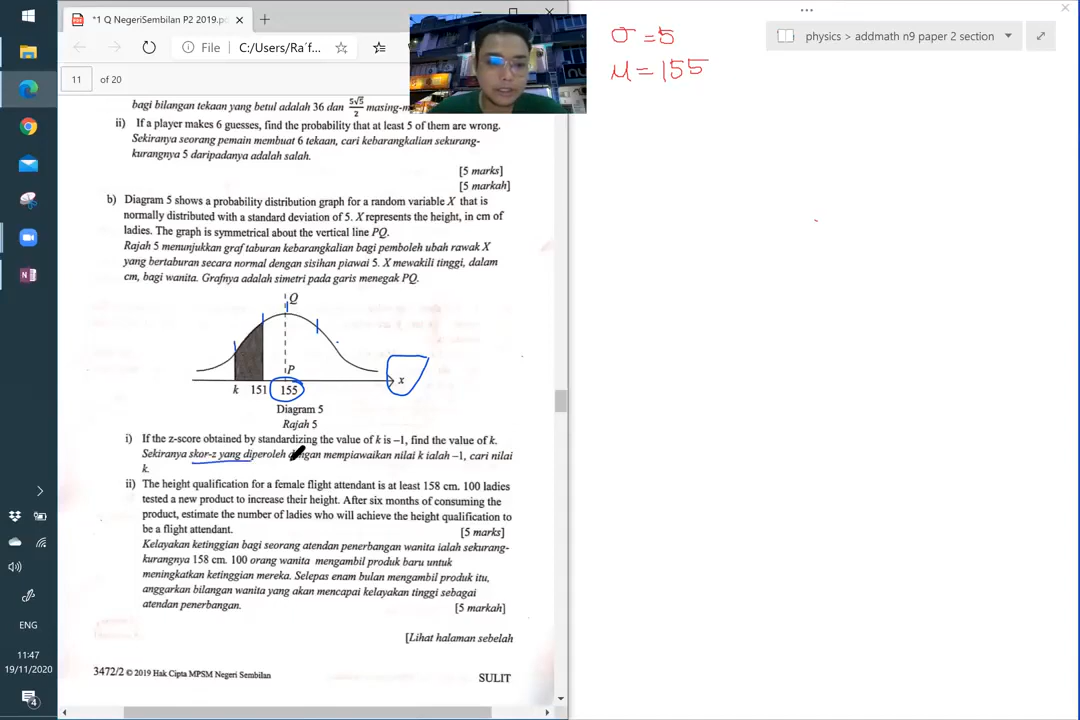 *1 Q NegeriSembilan P2 2019.pdf
File C:/Users/Ra´f...
11 of 20
bagi bilangan tekaan yang betul adalah 36 dan 5√5/2
ii) If a player makes 6 guesses, find the probability that at least 5 of them are wrong.
Sekiranya seorang pemain membuat 6 tekaan, cari kebarangkalian sekurang-
kurangnya 5 daripadanya adalah salah.
[5 marks]
[5 markah]
b) Diagram 5 shows a probability distribution graph for a random variable X that is
normally distributed with a standard deviation of 5. X represents the height, in cm of
ladies. The graph is symmetrical about the vertical line PQ.
Rajah 5 menunjukkan graf taburan kebarangkalian bagi pemboleh ubah rawak X
yang bertaburan secara normal dengan sisihan piawai 5. X mewakili tinggi, dalam
cm, bagi wanita. Grafnya adalah simetri pada garis menegak PQ.
Q
P
k 151 155 x
Diagram 5
Rajah 5
i) If the z-score obtained by standardizing the value of k is –1, find the value of k.
Sekiranya skor-z yang diperoleh dengan mempiawaikan nilai k ialah –1, cari nilai
k.
ii) The height qualification for a female flight attendant is at least 158 cm. 100 ladies
tested a new product to increase their height. After six months of consuming the
product, estimate the number of ladies who will achieve the height qualification to
be a flight attendant.
[5 marks]
Kelayakan ketinggian bagi seorang atendan penerbangan wanita ialah sekurang-
kurangnya 158 cm. 100 orang wanita mengambil produk baru untuk
meningkatkan ketinggian mereka. Selepas enam bulan mengambil produk itu,
anggarkan bilangan wanita yang akan mencapai kelayakan tinggi sebagai
atendan penerbangan.
[5 markah]
[Lihat halaman sebelah
3472/2 © 2019 Hak Cipta MPSM Negeri Sembilan
SULIT
σ = 5
μ = 155
physics > addmath n9 paper 2 section
ENG
11:47
19/11/2020
4